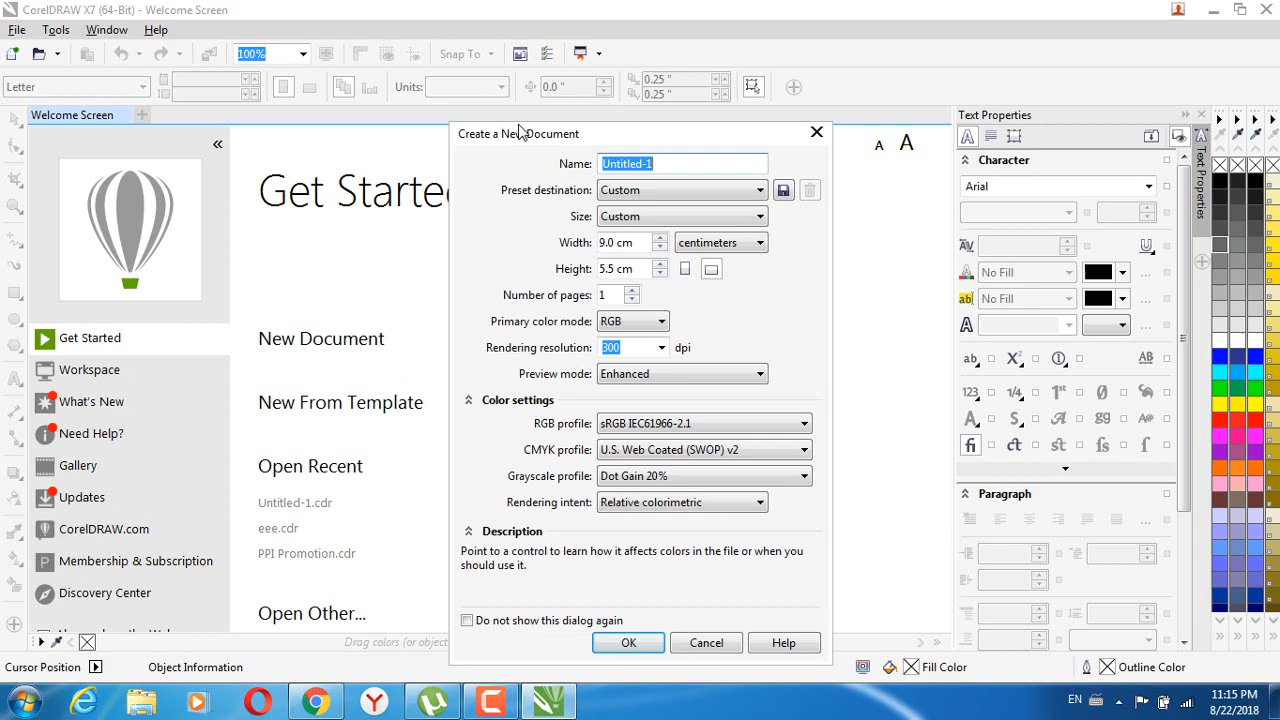 CorelDRAW X7 (64-Bit) - Welcome Screen
File Tools Window Help
100% Snap To
Letter Units: 0.0 " 0.25 "
0.25 "
Welcome Screen
Get Started
Get Started
Workspace
What's New
Need Help?
Gallery
Updates
CorelDRAW.com
Membership & Subscription
Discovery Center
New Document
New From Template
Open Recent
Untitled-1.cdr
eee.cdr
PPI Promotion.cdr
Open Other...
A A
Create a New Document
Name: Untitled-1
Preset destination: Custom
Size: Custom
Width: 9.0 cm centimeters
Height: 5.5 cm
Number of pages: 1
Primary color mode: RGB
Rendering resolution: 300 dpi
Preview mode: Enhanced
Color settings
RGB profile: sRGB IEC61966-2.1
CMYK profile: U.S. Web Coated (SWOP) v2
Grayscale profile: Dot Gain 20%
Rendering intent: Relative colorimetric
Description
Point to a control to learn how it affects colors in the file or when you
should use it.
Do not show this dialog again
OK Cancel Help
Text Properties
Character
Arial
No Fill
No Fill
Paragraph
Text Properties
Drag colors (or objec
Cursor Position Object Information Fill Color Outline Color
EN 11:15 PM
8/22/2018